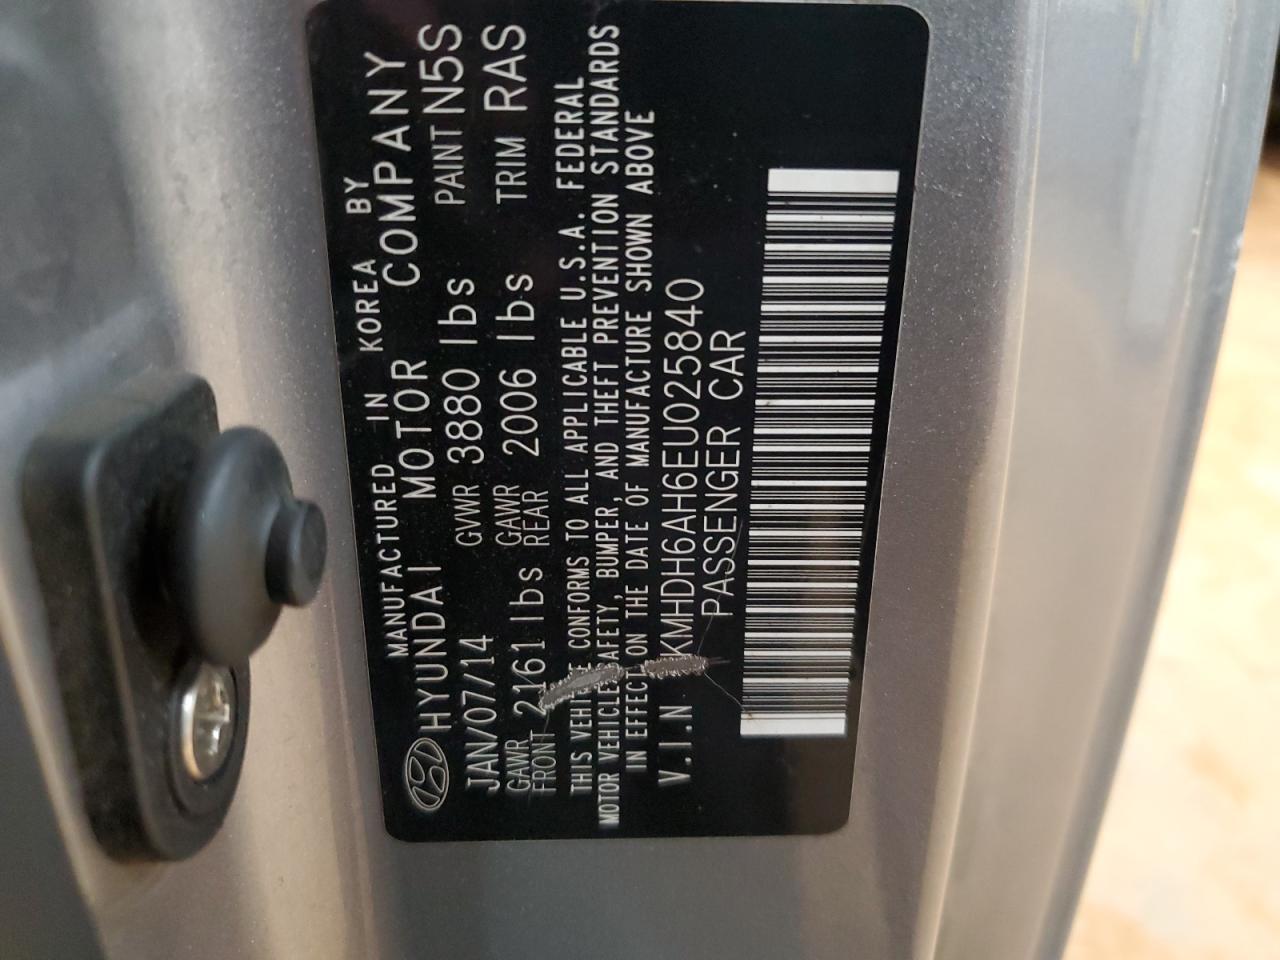 MANUFACTURED IN KOREA BY
HYUNDAI MOTOR COMPANY
JAN/07/14 GVWR 3880 lbs PAINT N5S
GAWR FRONT 2161 lbs GAWR REAR 2006 lbs TRIM RAS
THIS VEHICLE CONFORMS TO ALL APPLICABLE U.S.A. FEDERAL
MOTOR VEHICLE SAFETY, BUMPER, AND THEFT PREVENTION STANDARDS
IN EFFECT ON THE DATE OF MANUFACTURE SHOWN ABOVE
V.I.N KMHDH6AH6EU025840
PASSENGER CAR